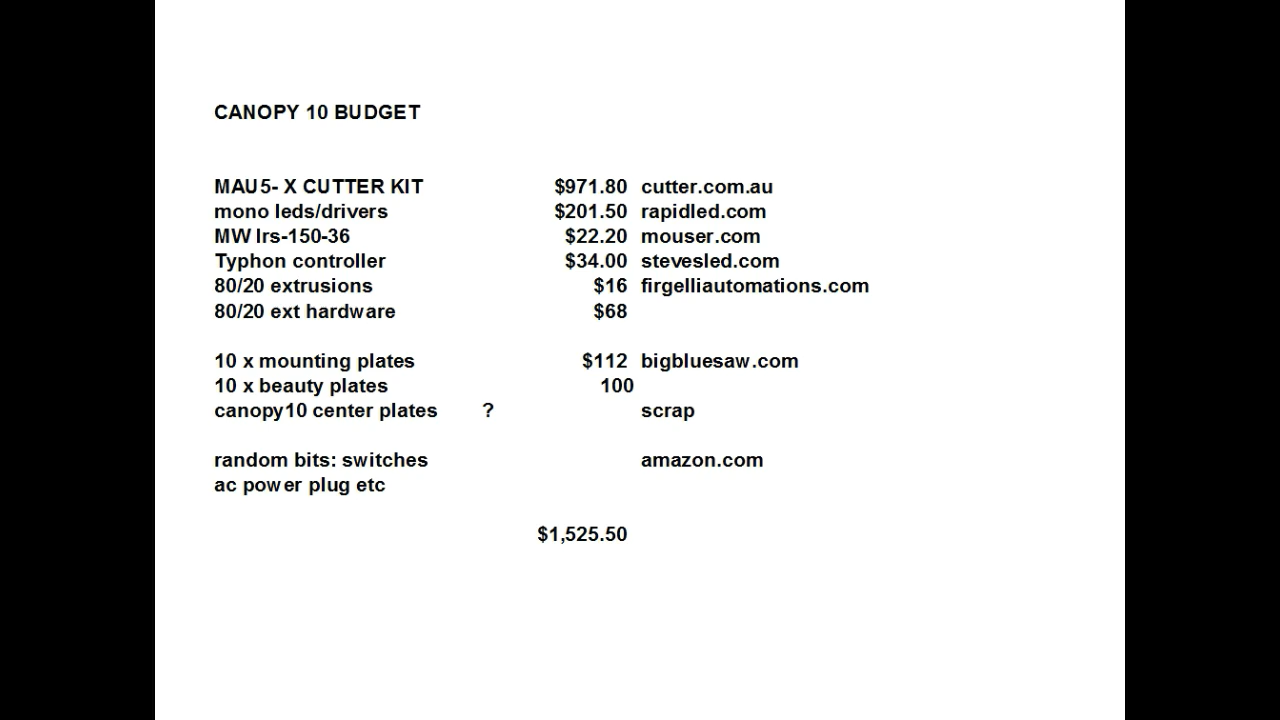 CANOPY 10 BUDGET
MAU5- X CUTTER KIT $971.80 cutter.com.au
mono leds/drivers $201.50 rapidled.com
MW lrs-150-36 $22.20 mouser.com
Typhon controller $34.00 stevesled.com
80/20 extrusions $16 firgelliautomations.com
80/20 ext hardware $68
10 x mounting plates $112 bigbluesaw.com
10 x beauty plates 100
canopy10 center plates ? scrap
random bits: switches amazon.com
ac power plug etc
$1,525.50